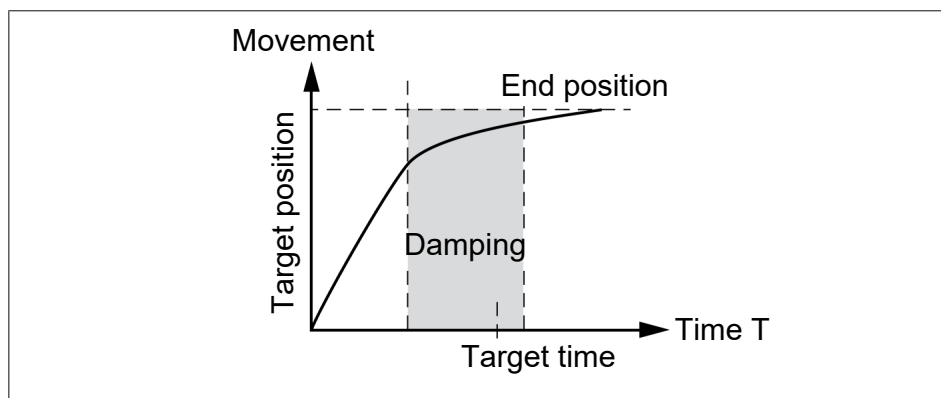 Movement
End position
Target position
Damping
Time T
Target time